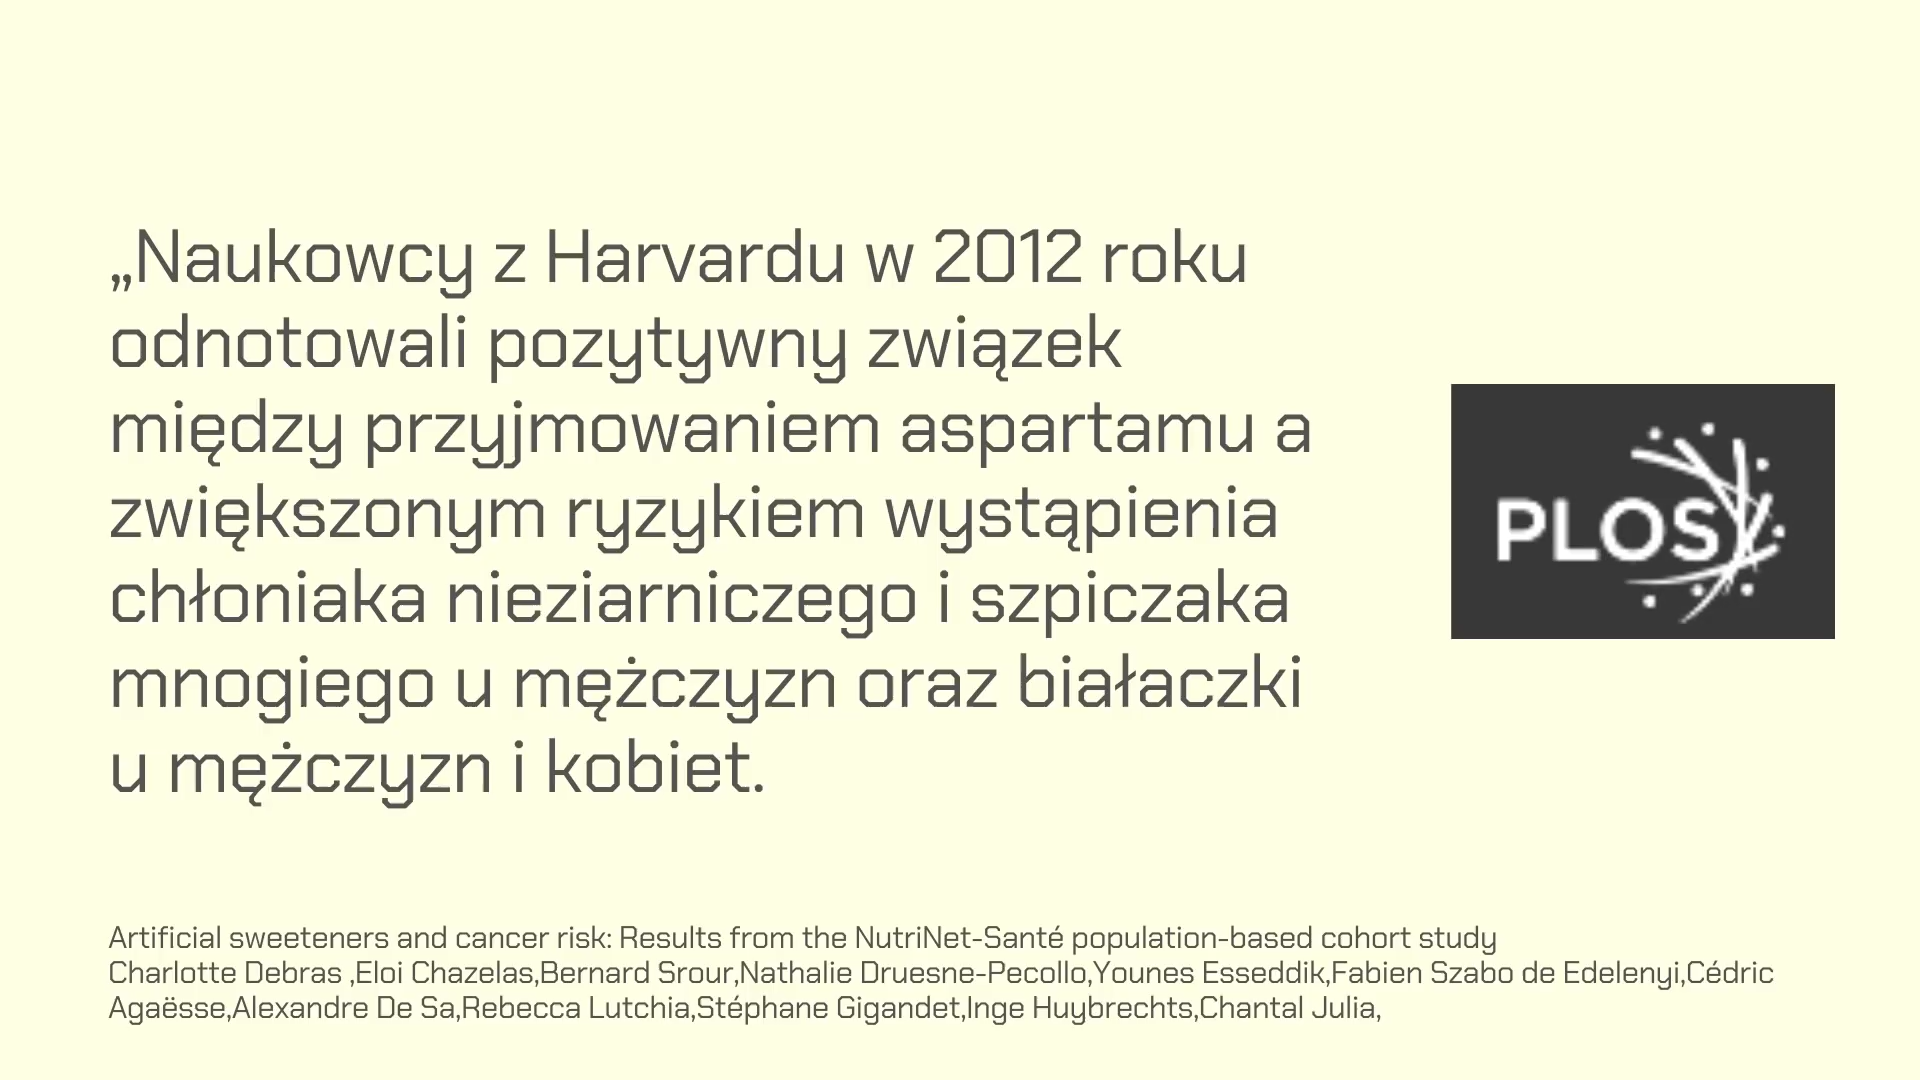 „Naukowcy z Harvardu w 2012 roku
odnotowali pozytywny związek
między przyjmowaniem aspartamu a
zwiększonym ryzykiem wystąpienia
chłoniaka nieziarniczego i szpiczaka
mnogiego u mężczyzn oraz białaczki
u mężczyzn i kobiet.
PLOS
Artificial sweeteners and cancer risk: Results from the NutriNet-Santé population-based cohort study
Charlotte Debras ,Eloi Chazelas,Bernard Srour,Nathalie Druesne-Pecollo,Younes Esseddik,Fabien Szabo de Edelenyi,Cédric
Agaësse,Alexandre De Sa,Rebecca Lutchia,Stéphane Gigandet,Inge Huybrechts,Chantal Julia,